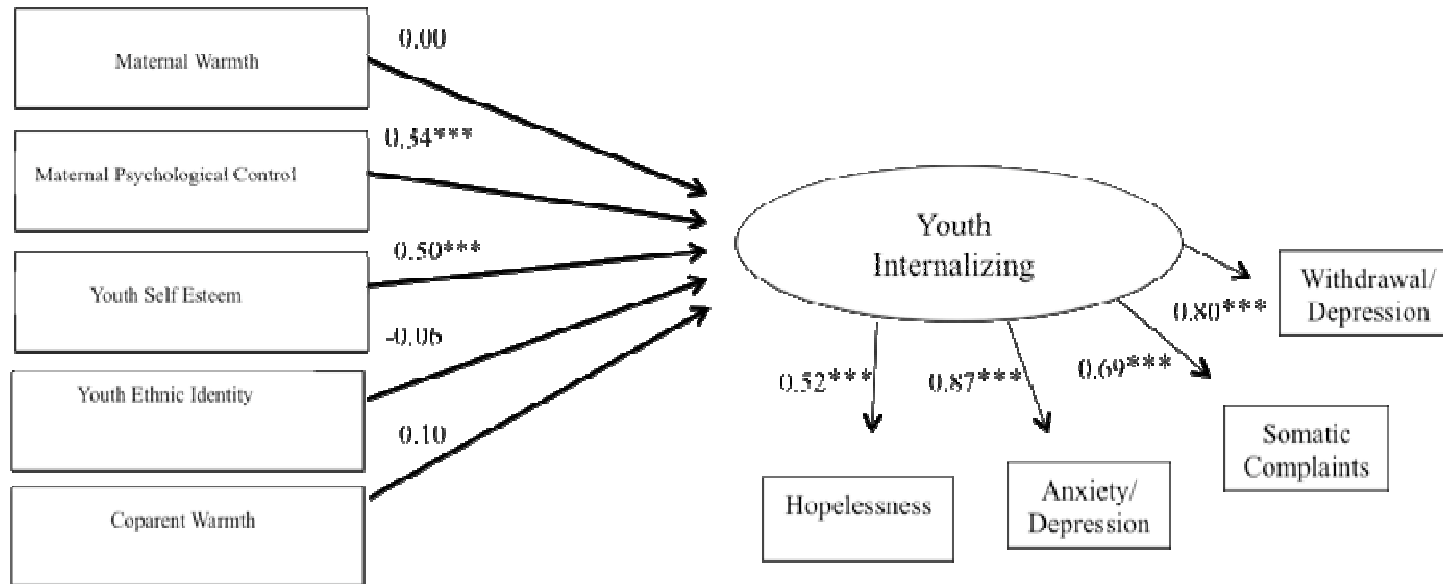 Maternal Warmth
0.00
0.34***
Maternal Psychological Control
0.50***
Youth Self Esteem
-0.06
Youth Ethnic Identity
0.10
Coparent Warmth
Youth
Internalizing
0.80***
Withdrawal/
Depression
0.52***
0.87***
0.69***
Hopelessness
Anxiety/
Depression
Somatic
Complaints